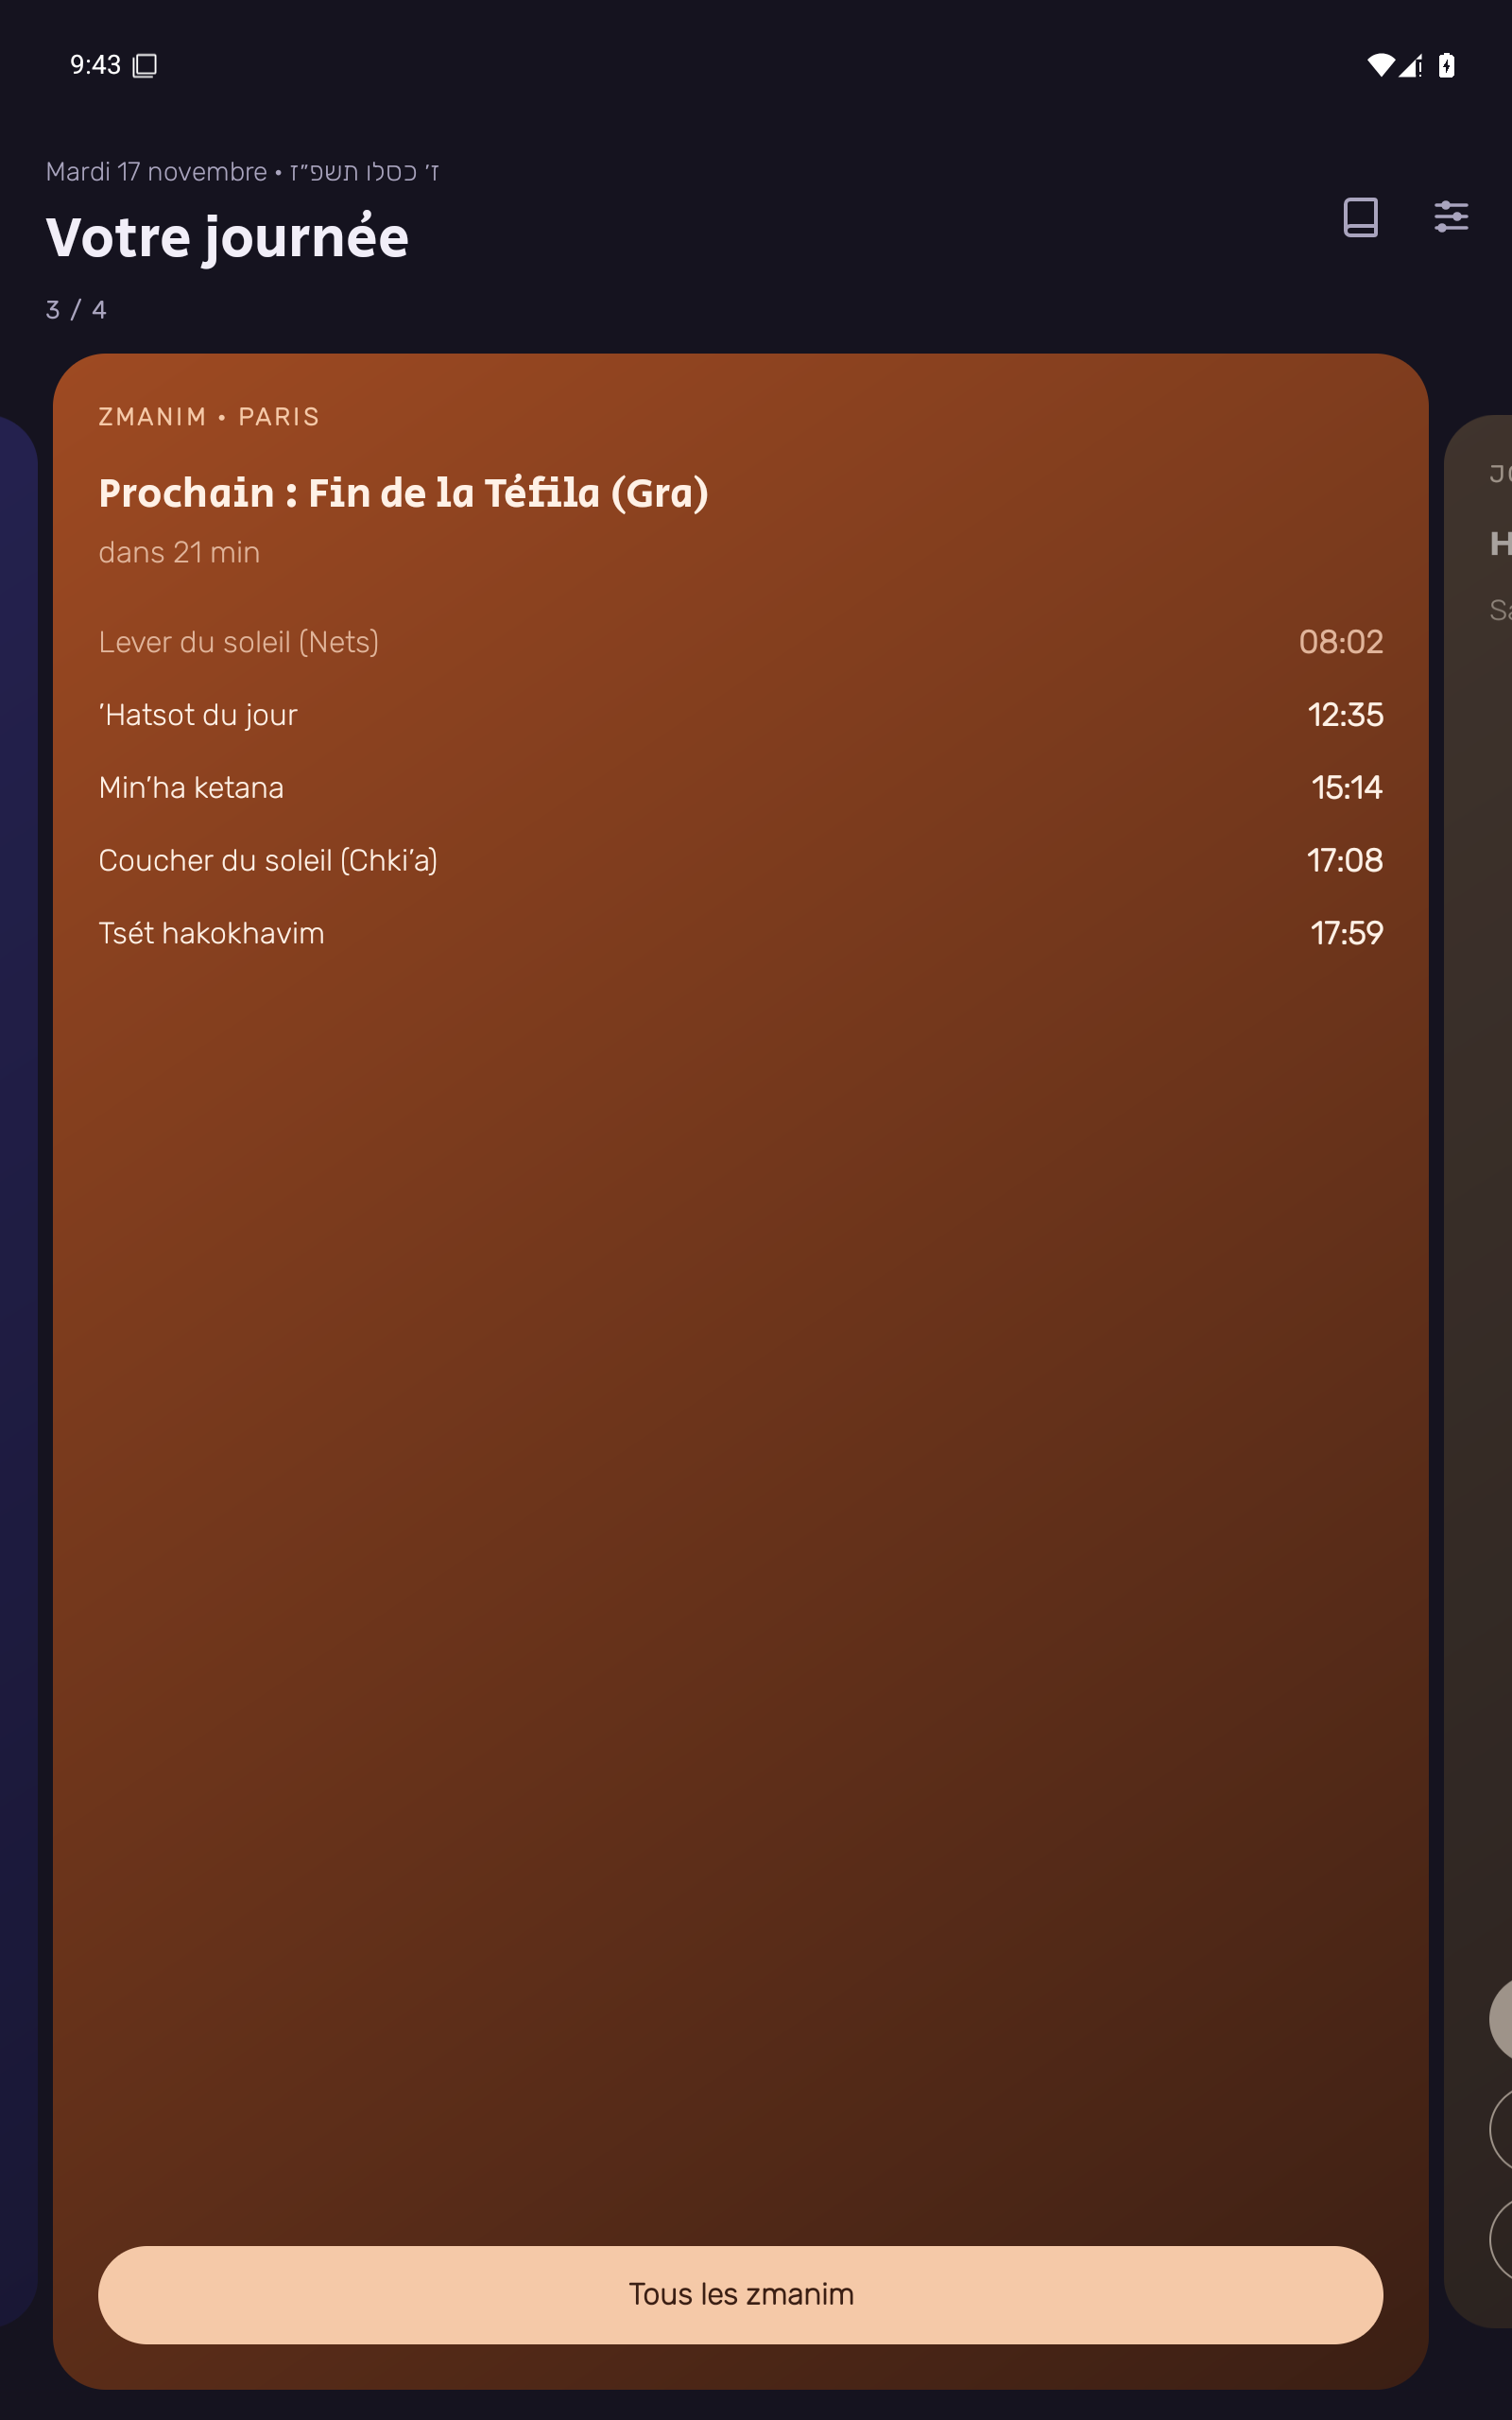 9:43
Mardi 17 novembre • ז׳ כסלו תשפ״ז
Votre journée
3 / 4
ZMANIM • PARIS
Prochain : Fin de la Téfila (Gra)
dans 21 min
Lever du soleil (Nets) 08:02
’Hatsot du jour 12:35
Min’ha ketana 15:14
Coucher du soleil (Chki’a) 17:08
Tsét hakokhavim 17:59
Tous les zmanim